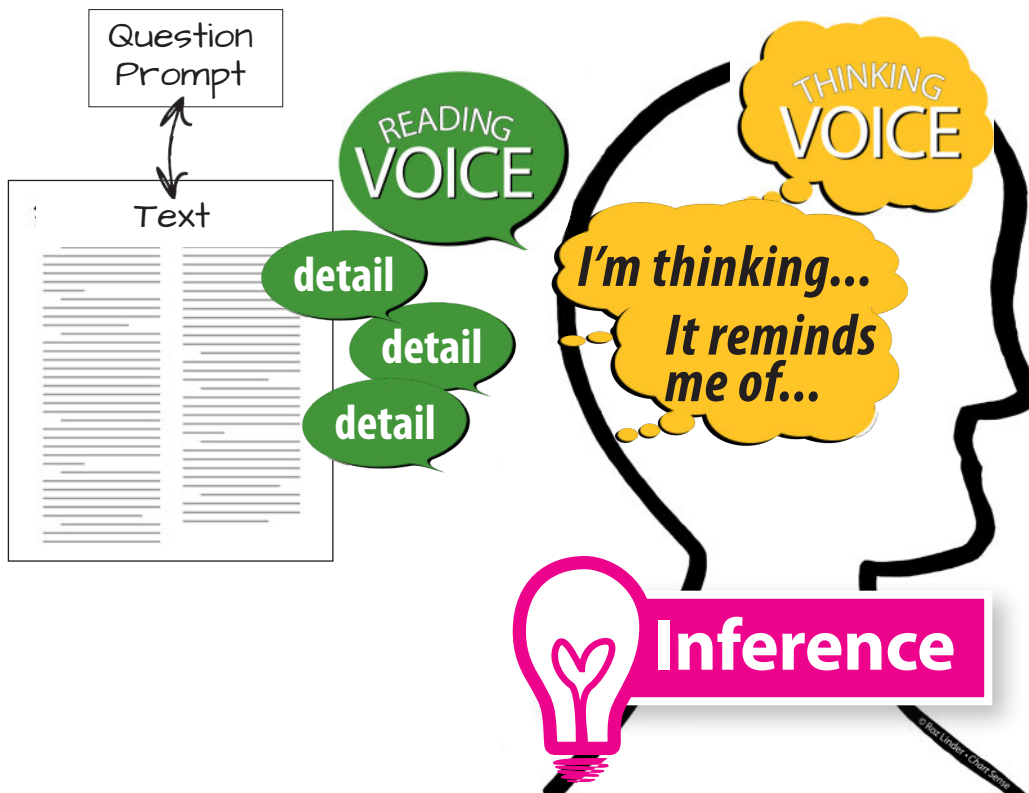 Question
Prompt
Text
READING
VOICE
detail
detail
detail
THINKING
VOICE
I'm thinking...
It reminds
me of...
Inference
© Roz Linder • Chart Sense